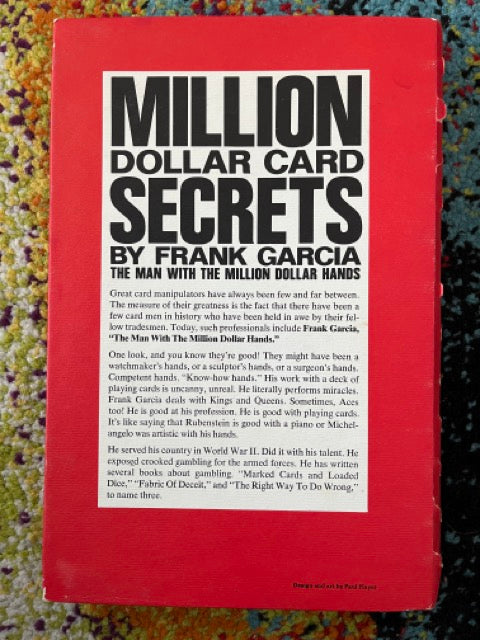 MILLION
DOLLAR CARD
SECRETS
BY FRANK GARCIA
THE MAN WITH THE MILLION DOLLAR HANDS
Great card manipulators have always been few and far between.
The measure of their greatness is the fact that there have been a
few card men in history who have been held in awe by their fel-
low tradesmen. Today, such professionals include Frank Garcia,
"The Man With The Million Dollar Hands."
One look, and you know they're good! They might have been a
watchmaker's hands, or a sculptor's hands, or a surgeon's hands.
Competent hands. "Know-how hands." His work with a deck of
playing cards is uncanny, unreal. He literally performs miracles.
Frank Garcia deals with Kings and Queens. Sometimes, Aces
too! He is good at his profession. He is good with playing cards.
It's like saying that Rubenstein is good with a piano or Michel-
angelo was artistic with his hands.
He served his country in World War II. Did it with his talent. He
exposed crooked gambling for the armed forces. He has written
several books about gambling. "Marked Cards and Loaded
Dice," "Fabric Of Deceit," and "The Right Way To Do Wrong,"
to name three.
Design and art by Paul